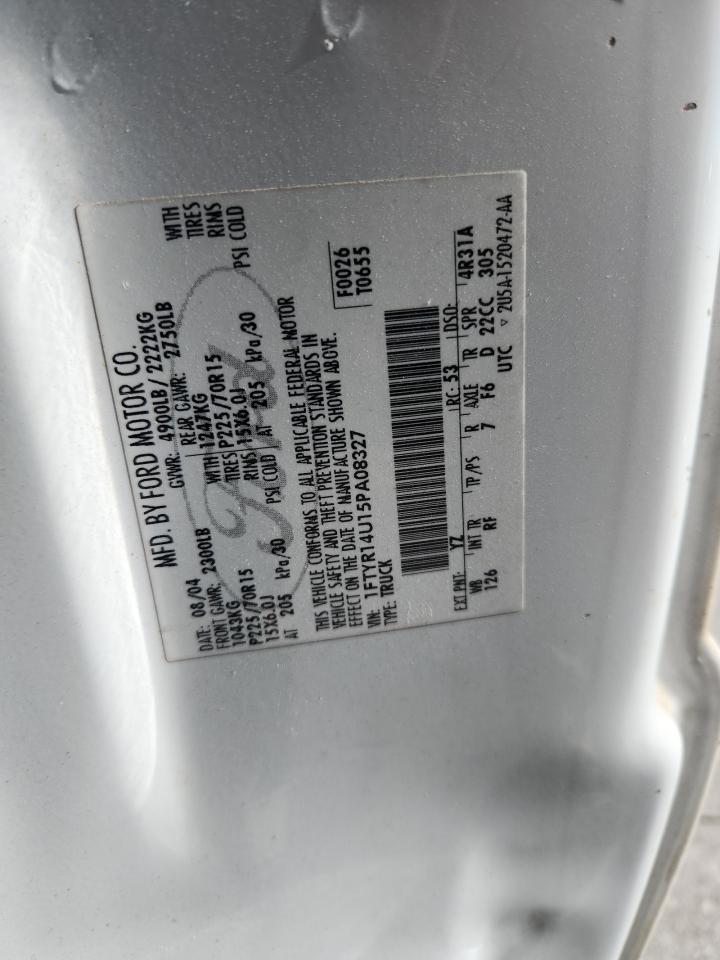 MFD. BY FORD MOTOR CO.
DATE: 08/04 GVWR: 4900LB/ 2222KG
FRONT GAWR: 2300LB REAR GAWR: 2750LB
1043KG WITH 1247KG WITH
P225/70R15 TIRES P225/70R15 TIRES
15X6.0J RINS 15X6.0J RIMS
AT 205 kPa/30 PSI COLD AT 205 kPa/30 PSI COLD
Ford
THIS VEHICLE CONFORMS TO ALL APPLICABLE FEDERAL MOTOR
VEHICLE SAFETY AND THEFT PREVENTION STANDARDS IN
EFFECT ON THE DATE OF MANUFACTURE SHOWN ABOVE.
VIN: 1FTYR14U15PA08327
TYPE: TRUCK
F0026
T0655
EXT PNT: YZ RC: 53 DSO:
WB INT TR TP/PS R AXLE TR SPR 4R31A
126 RF 7 F6 D 22CC 305
UTC ▽ 2U5A-1520472-AA